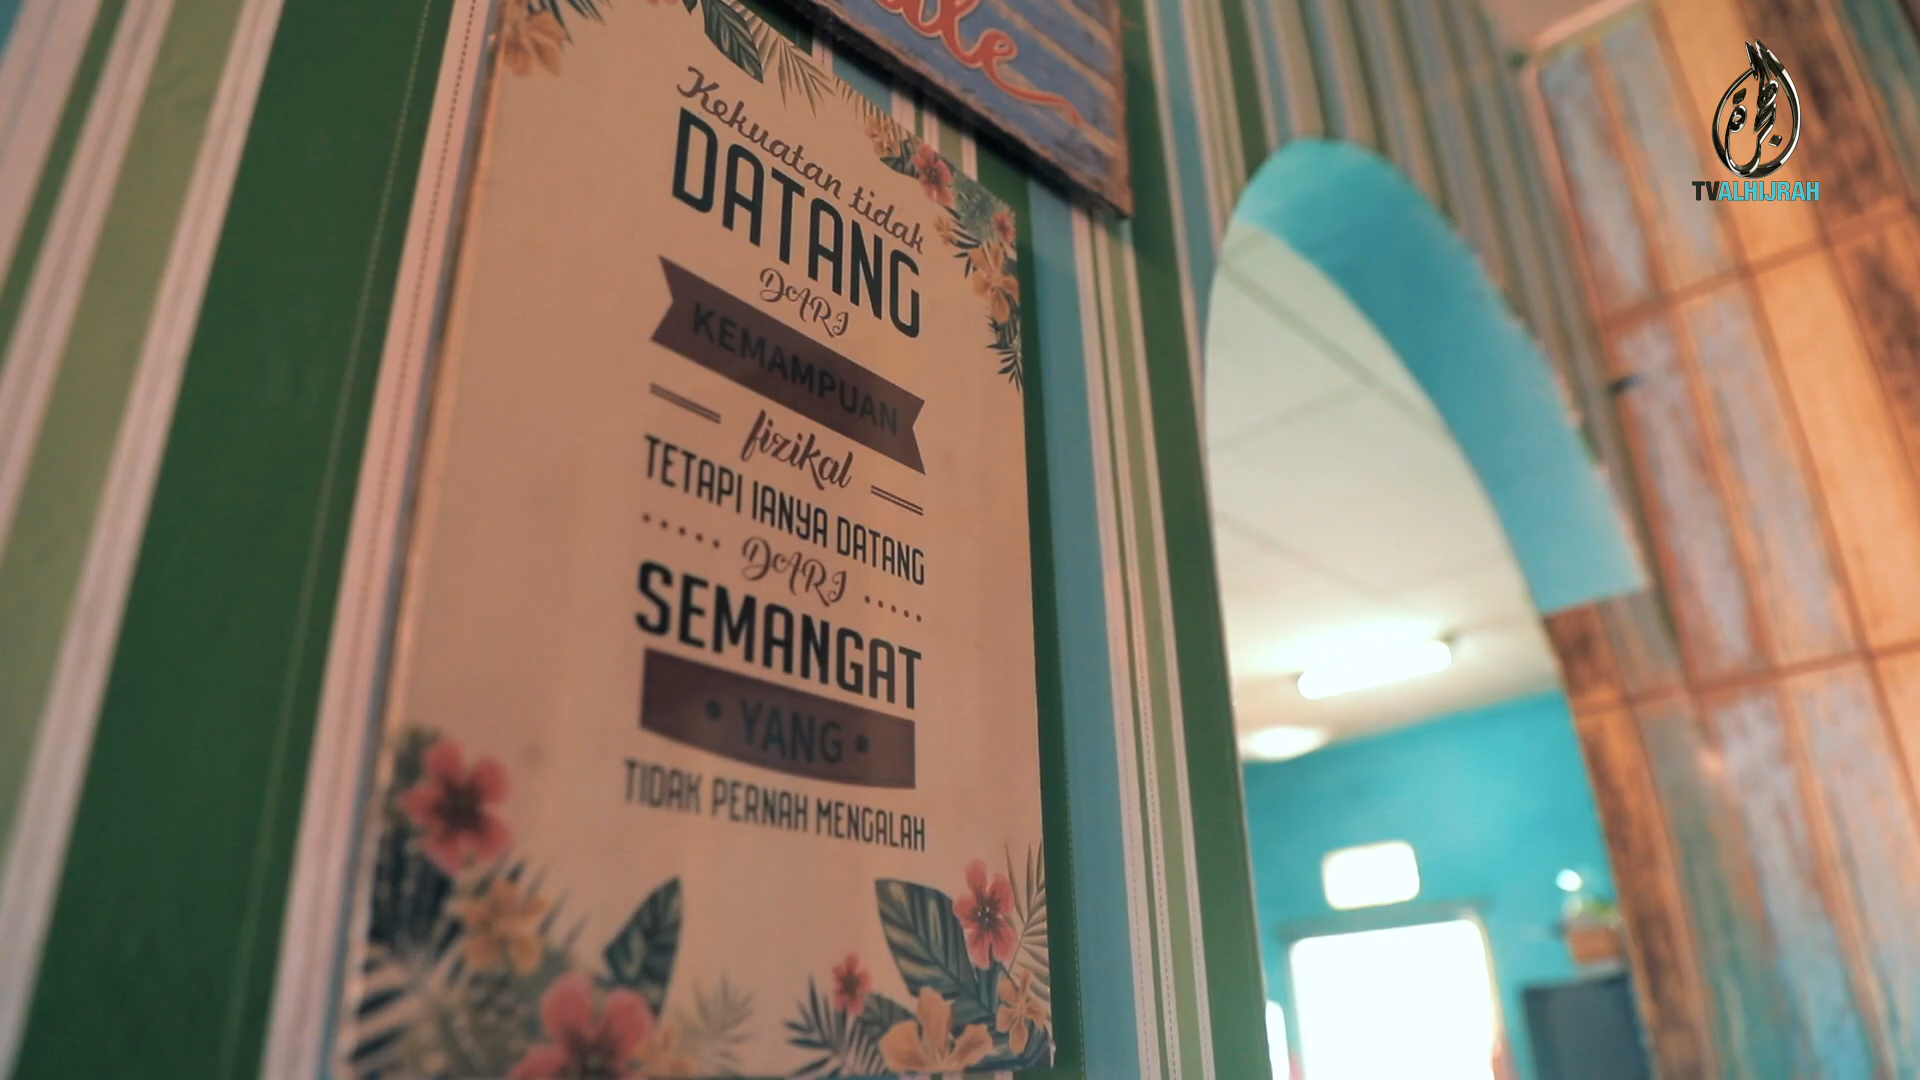 Kekuatan tidak
DATANG
DARI
KEMAMPUAN
fizikal
TETAPI IANYA DATANG
DARI
SEMANGAT
• YANG •
TIDAK PERNAH MENGALAH
TVALHIJRAH